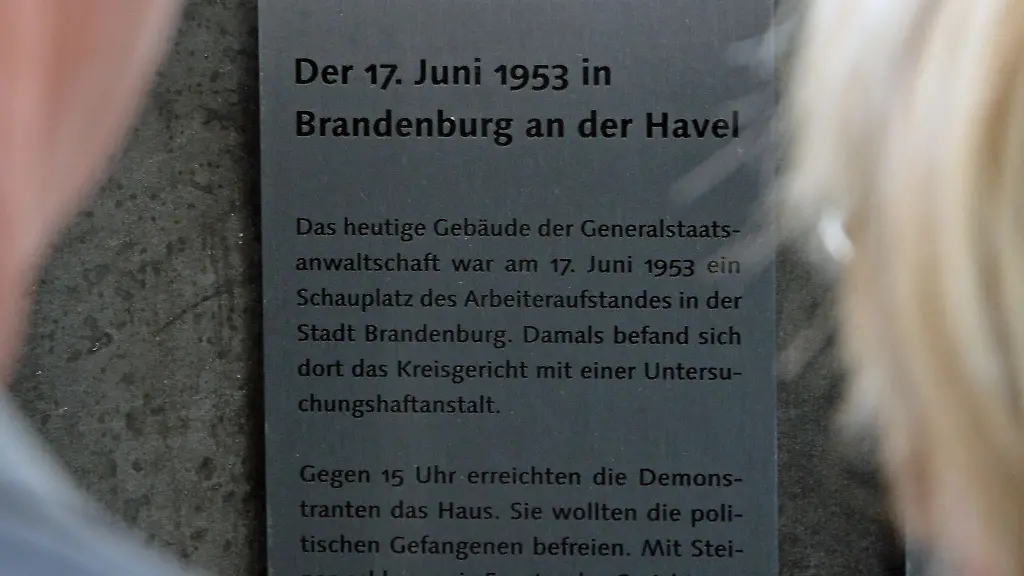 Der 17. Juni 1953 in
Brandenburg an der Havel
Das heutige Gebäude der Generalstaats-
anwaltschaft war am 17. Juni 1953 ein
Schauplatz des Arbeiteraufstandes in der
Stadt Brandenburg. Damals befand sich
dort das Kreisgericht mit einer Untersu-
chungshaftanstalt.
Gegen 15 Uhr erreichten die Demons-
tranten das Haus. Sie wollten die poli-
tischen Gefangenen befreien. Mit Stei-